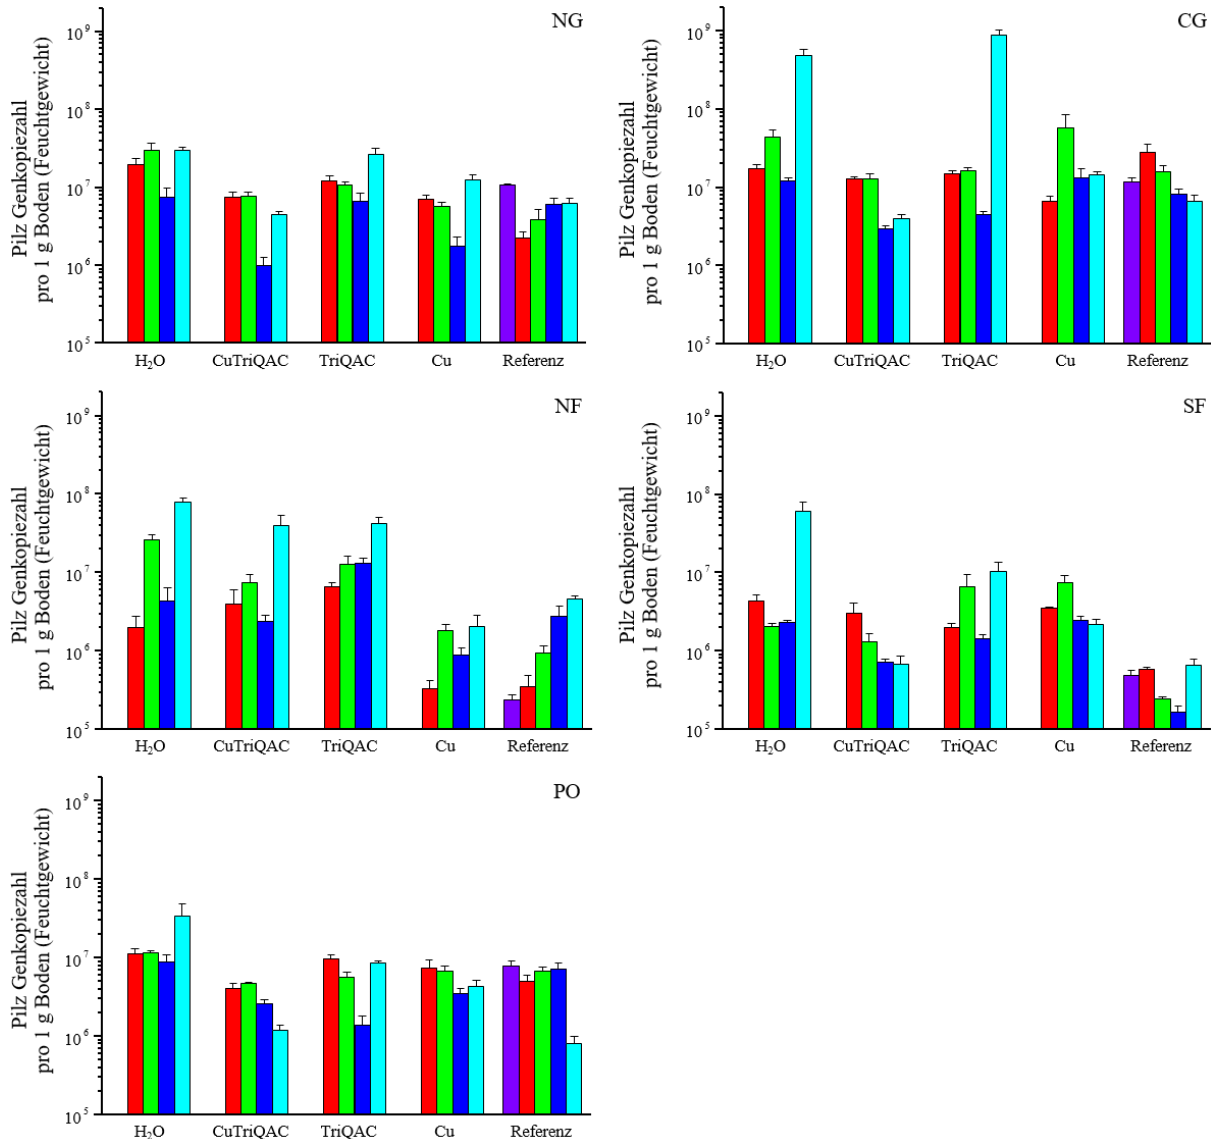 NG
Pilz Genkopiezahl
pro 1 g Boden (Feuchtgewicht)
10⁹
10⁸
10⁷
10⁶
10⁵
H₂O CuTriQAC TriQAC Cu Referenz
CG
Pilz Genkopiezahl
pro 1 g Boden (Feuchtgewicht)
10⁹
10⁸
10⁷
10⁶
10⁵
H₂O CuTriQAC TriQAC Cu Referenz
NF
Pilz Genkopiezahl
pro 1 g Boden (Feuchtgewicht)
10⁹
10⁸
10⁷
10⁶
10⁵
H₂O CuTriQAC TriQAC Cu Referenz
SF
Pilz Genkopiezahl
pro 1 g Boden (Feuchtgewicht)
10⁹
10⁸
10⁷
10⁶
10⁵
H₂O CuTriQAC TriQAC Cu Referenz
PO
Pilz Genkopiezahl
pro 1 g Boden (Feuchtgewicht)
10⁹
10⁸
10⁷
10⁶
10⁵
H₂O CuTriQAC TriQAC Cu Referenz